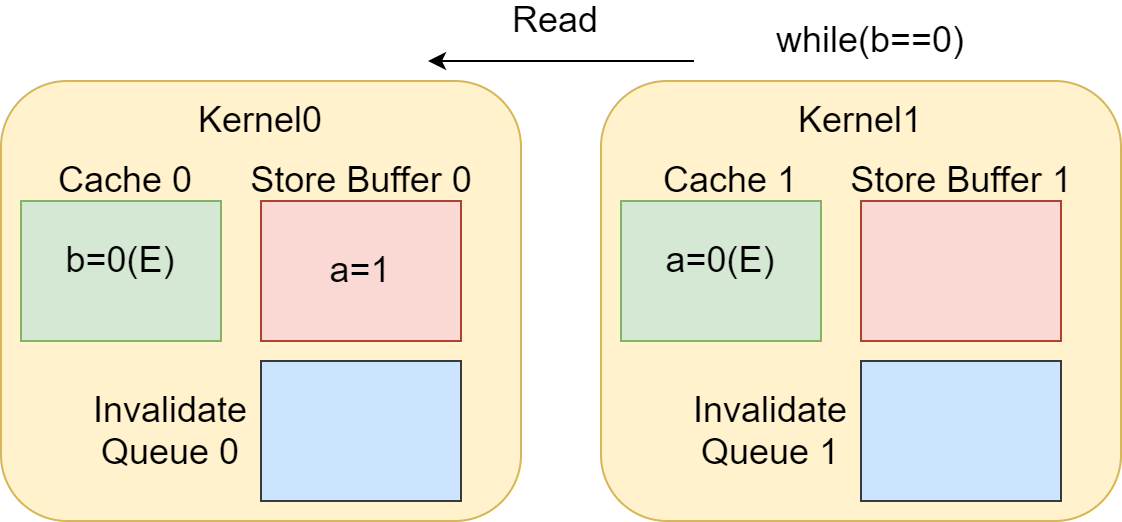 Read
while(b==0)
Kernel0
Cache 0
Store Buffer 0
b=0(E)
a=1
Invalidate
Queue 0
Kernel1
Cache 1
Store Buffer 1
a=0(E)
Invalidate
Queue 1